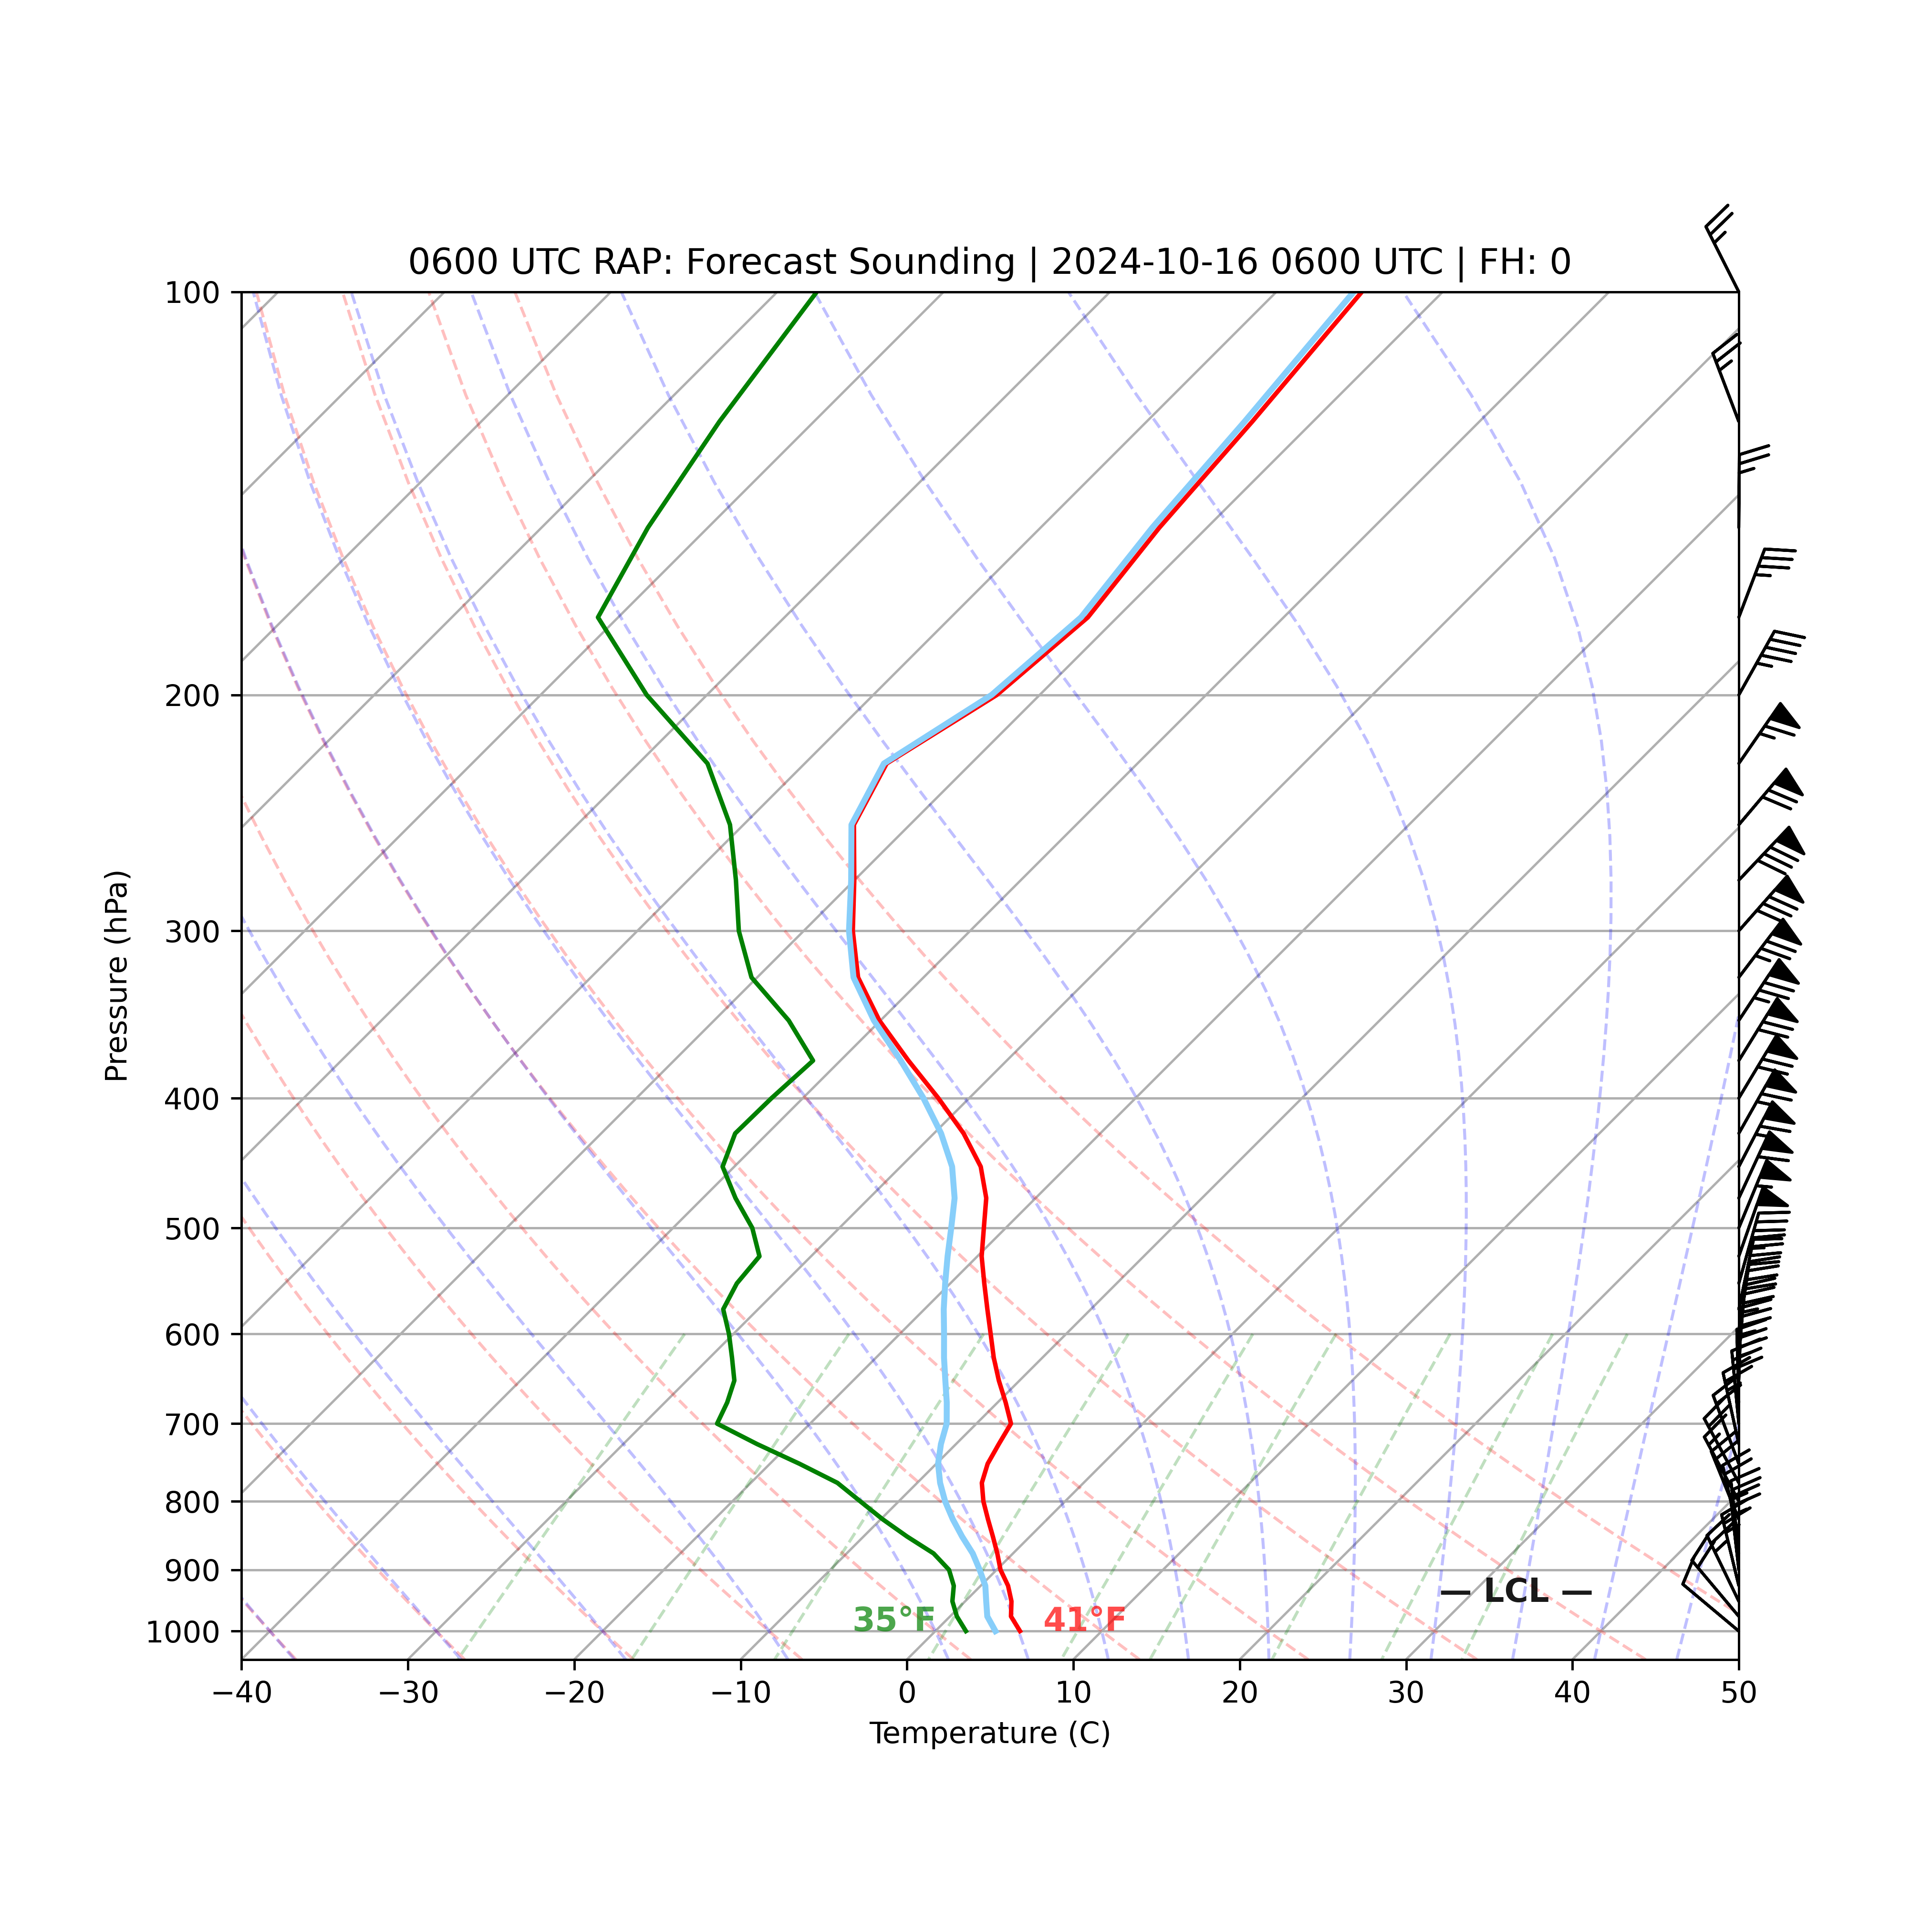 0600 UTC RAP: Forecast Sounding | 2024-10-16 0600 UTC | FH: 0
100
200
300
400
500
600
700
800
900
1000
Pressure (hPa)
— LCL —
35°F 41°F
−40 −30 −20 −10 0 10 20 30 40 50
Temperature (C)